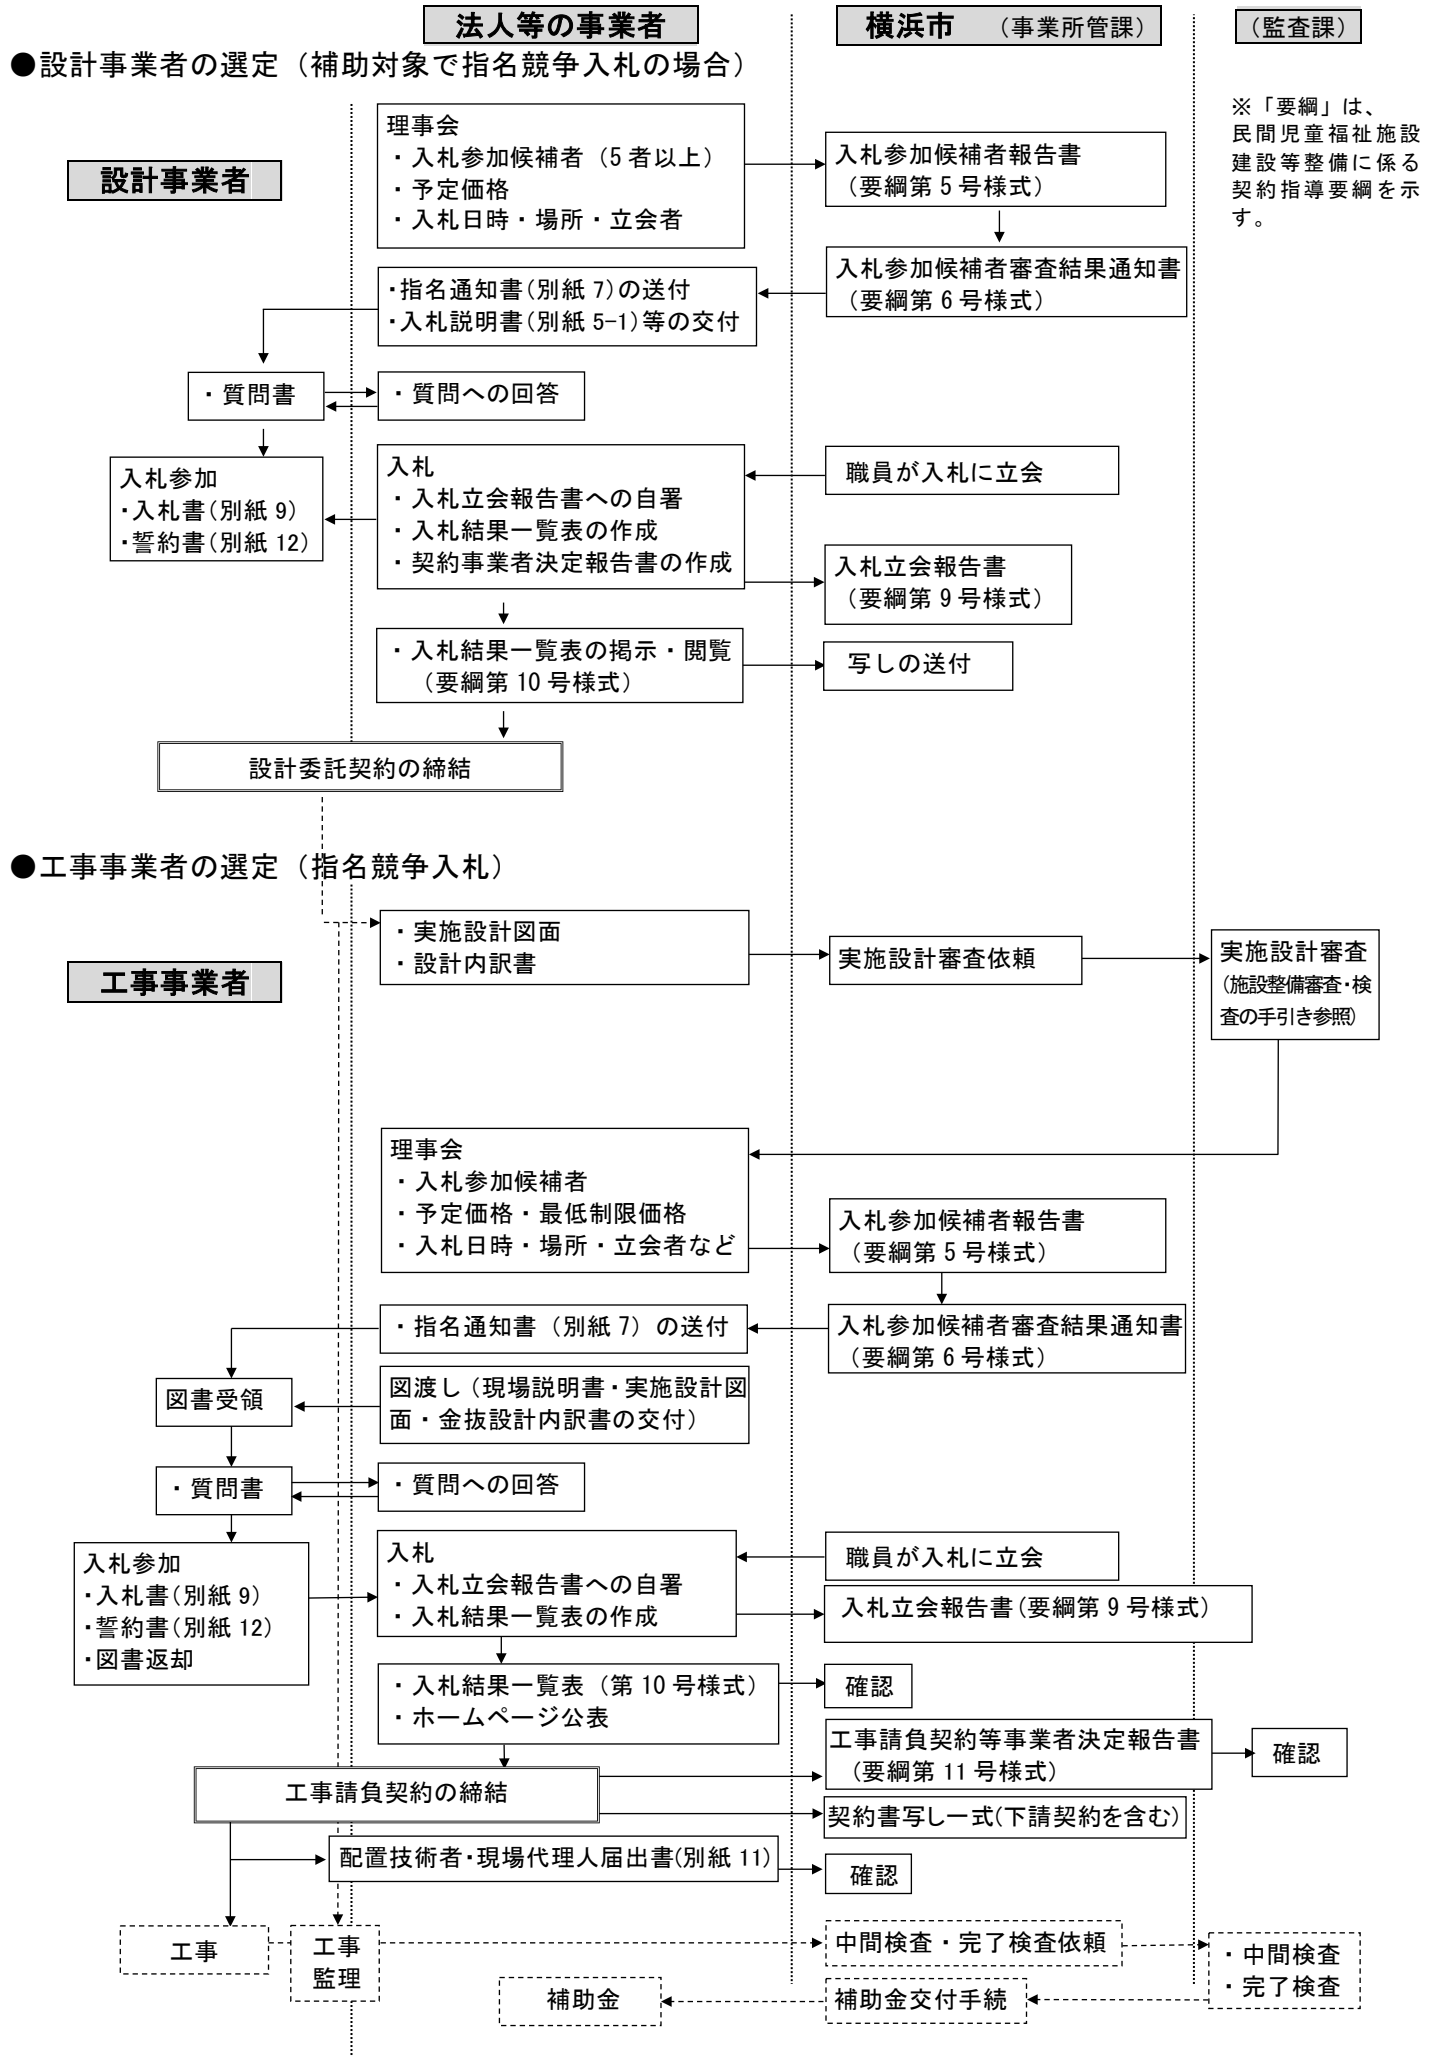 法人等の事業者
横浜市　（事業所管課）
（監査課）
●設計事業者の選定（補助対象で指名競争入札の場合）
※「要綱」は、
民間児童福祉施設
建設等整備に係る
契約指導要綱を示
す。
設計事業者
理事会
・入札参加候補者（5者以上）
・予定価格
・入札日時・場所・立会者
入札参加候補者報告書
（要綱第5号様式）
入札参加候補者審査結果通知書
（要綱第6号様式）
・指名通知書（別紙7）の送付
・入札説明書（別紙5-1）等の交付
・質問書
・質問への回答
入札参加
・入札書（別紙9）
・誓約書（別紙12）
入札
・入札立会報告書への自署
・入札結果一覧表の作成
・契約事業者決定報告書の作成
職員が入札に立会
入札立会報告書
（要綱第9号様式）
・入札結果一覧表の掲示・閲覧
（要綱第10号様式）
写しの送付
設計委託契約の締結
●工事事業者の選定（指名競争入札）
工事事業者
・実施設計図面
・設計内訳書
実施設計審査依頼
実施設計審査
（施設整備審査・検
査の手引き参照）
理事会
・入札参加候補者
・予定価格・最低制限価格
・入札日時・場所・立会者など
入札参加候補者報告書
（要綱第5号様式）
・指名通知書（別紙7）の送付
入札参加候補者審査結果通知書
（要綱第6号様式）
図書受領
図渡し（現場説明書・実施設計図
面・金抜設計内訳書の交付）
・質問書
・質問への回答
入札参加
・入札書（別紙9）
・誓約書（別紙12）
・図書返却
入札
・入札立会報告書への自署
・入札結果一覧表の作成
職員が入札に立会
入札立会報告書（要綱第9号様式）
・入札結果一覧表（第10号様式）
・ホームページ公表
確認
工事請負契約等事業者決定報告書
（要綱第11号様式）
確認
工事請負契約の締結
契約書写し一式（下請契約を含む）
配置技術者・現場代理人届出書（別紙11）
確認
工事
工事
監理
中間検査・完了検査依頼
・中間検査
・完了検査
補助金
補助金交付手続